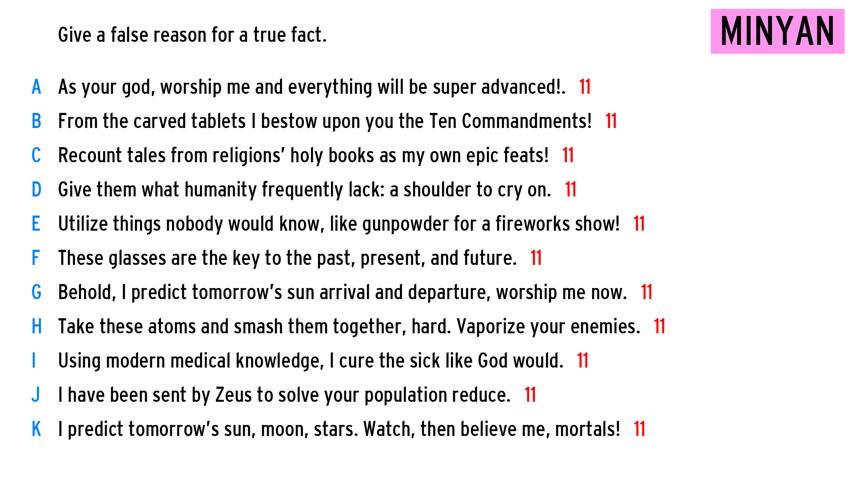 Give a false reason for a true fact.
MINYAN
A As your god, worship me and everything will be super advanced!. 11
B From the carved tablets I bestow upon you the Ten Commandments! 11
C Recount tales from religions’ holy books as my own epic feats! 11
D Give them what humanity frequently lack: a shoulder to cry on. 11
E Utilize things nobody would know, like gunpowder for a fireworks show! 11
F These glasses are the key to the past, present, and future. 11
G Behold, I predict tomorrow’s sun arrival and departure, worship me now. 11
H Take these atoms and smash them together, hard. Vaporize your enemies. 11
I Using modern medical knowledge, I cure the sick like God would. 11
J I have been sent by Zeus to solve your population reduce. 11
K I predict tomorrow’s sun, moon, stars. Watch, then believe me, mortals! 11